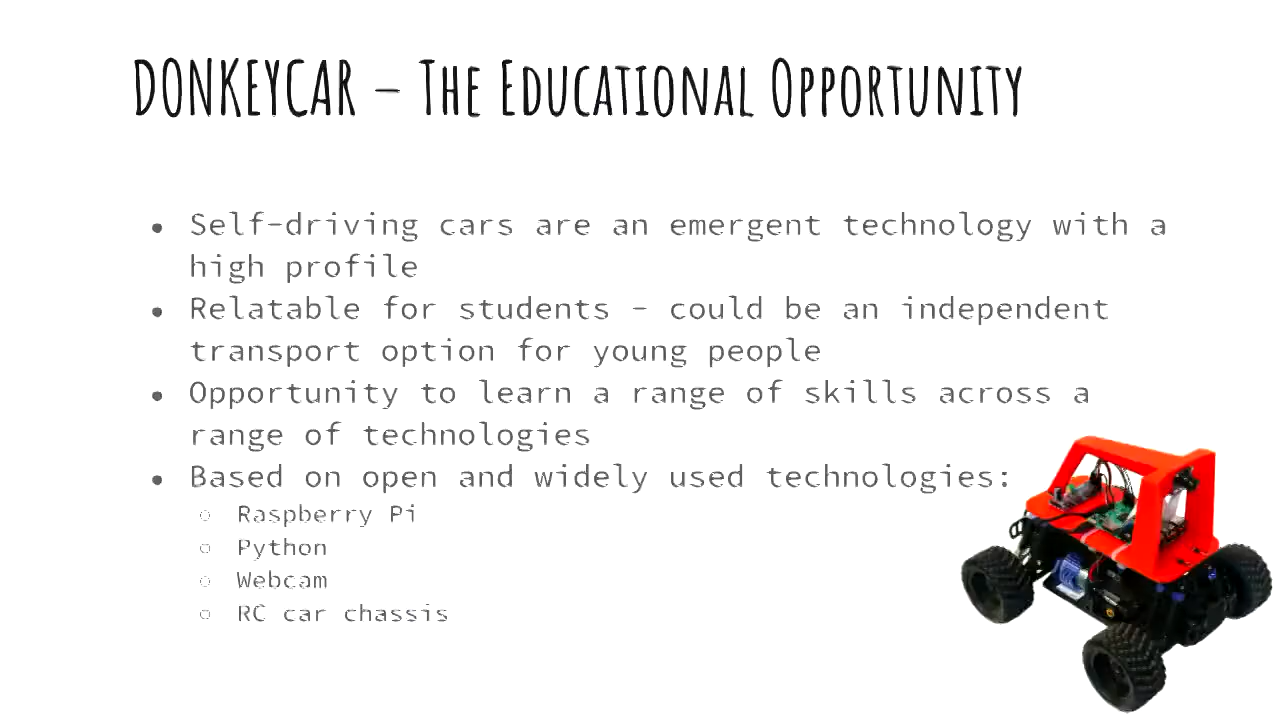 DONKEYCAR – The Educational Opportunity
• Self-driving cars are an emergent technology with a
high profile
• Relatable for students - could be an independent
transport option for young people
• Opportunity to learn a range of skills across a
range of technologies
• Based on open and widely used technologies:
○ Raspberry Pi
○ Python
○ Webcam
○ RC car chassis